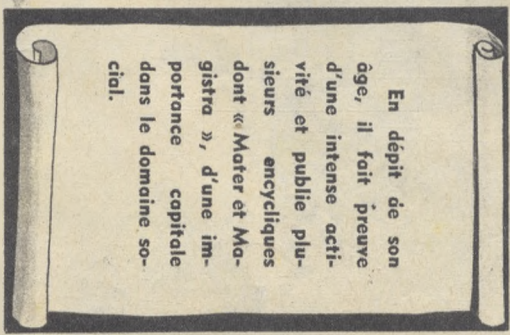 En dépit de son
âge, il fait preuve
d'une intense acti-
vité et publie plu-
sieurs encycliques
dont « Mater et Ma-
gistra », d'une im-
portance capitale
dans le domaine so-
cial.